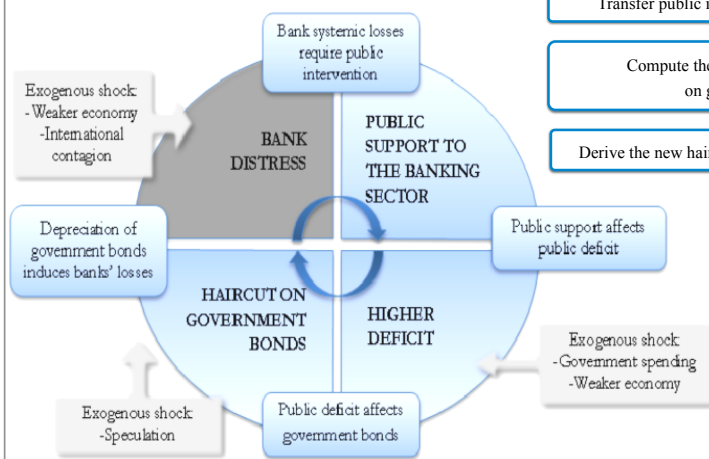 Transfer public i
Bank systemic losses
require public
intervention
Compute the
on g
Exogenous shock:
-Weaker economy
-International
contagion
BANK
DISTRESS
PUBLIC
SUPPORT TO
THE BANKING
SECTOR
Derive the new hair
Depreciation of
government bonds
induces banks' losses
Public support affects
public deficit
HAIRCUT ON
GOVERNMENT
BONDS
HIGHER
DEFICIT
Exogenous shock:
-Government spending
-Weaker economy
Exogenous shock:
-Speculation
Public deficit affects
government bonds